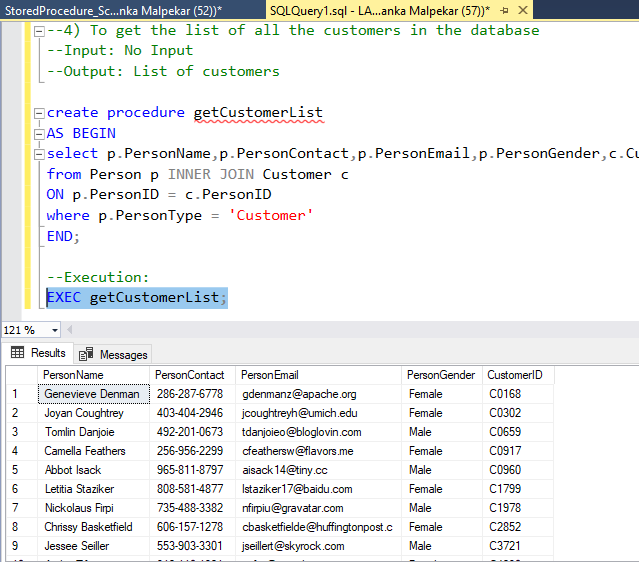 StoredProcedure_Sc...nka Malpekar (52))*
SQLQuery1.sql - LA...anka Malpekar (57))*
--4) To get the list of all the customers in the database
--Input: No Input
--Output: List of customers
create procedure getCustomerList
AS BEGIN
select p.PersonName,p.PersonContact,p.PersonEmail,p.PersonGender,c.Cu
from Person p INNER JOIN Customer c
ON p.PersonID = c.PersonID
where p.PersonType = 'Customer'
END;
--Execution:
EXEC getCustomerList;
121 %
Results Messages
PersonName PersonContact PersonEmail PersonGender CustomerID
1 Genevieve Denman 286-287-6778 gdenmanz@apache.org Female C0168
2 Joyan Coughtrey 403-404-2946 jcoughtreyh@umich.edu Female C0302
3 Tomlin Danjoie 492-201-0673 tdanjoieo@bloglovin.com Male C0659
4 Camella Feathers 256-956-2299 cfeathersw@flavors.me Female C0917
5 Abbot Isack 965-811-8797 aisack14@tiny.cc Male C0960
6 Letitia Staziker 808-581-4877 lstaziker17@baidu.com Female C1799
7 Nickolaus Firpi 735-488-3382 nfirpiu@gravatar.com Male C1978
8 Chrissy Basketfield 606-157-1278 cbasketfielde@huffingtonpost.c Female C2852
9 Jessee Seiller 553-903-3301 jseillert@skyrock.com Male C3721